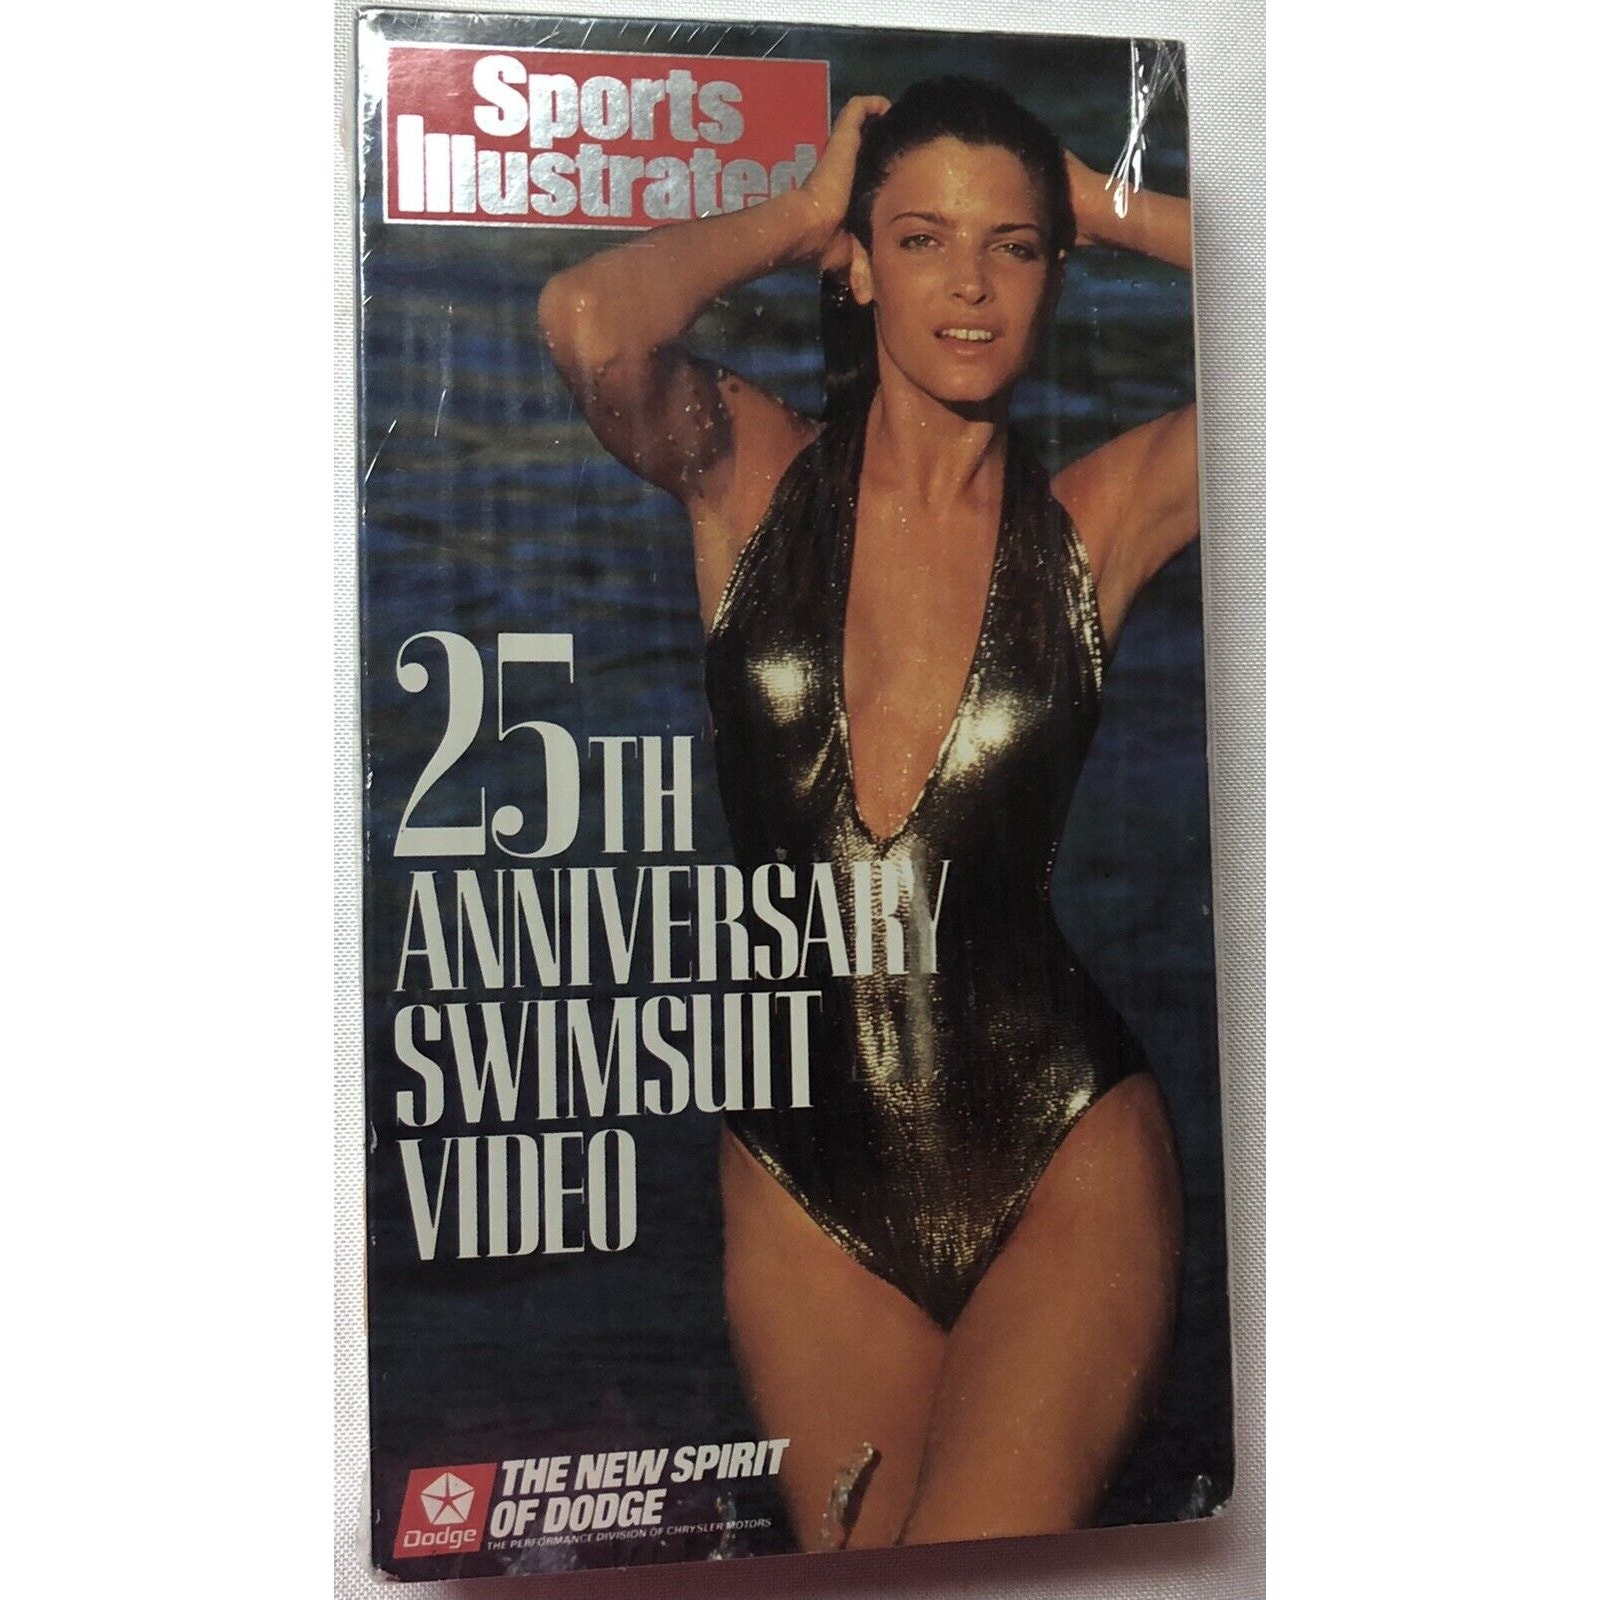 Sports
Illustrated
25TH
ANNIVERSARY
SWIMSUIT
VIDEO
Dodge
THE NEW SPIRIT
OF DODGE
THE PERFORMANCE DIVISION OF CHRYSLER MOTORS